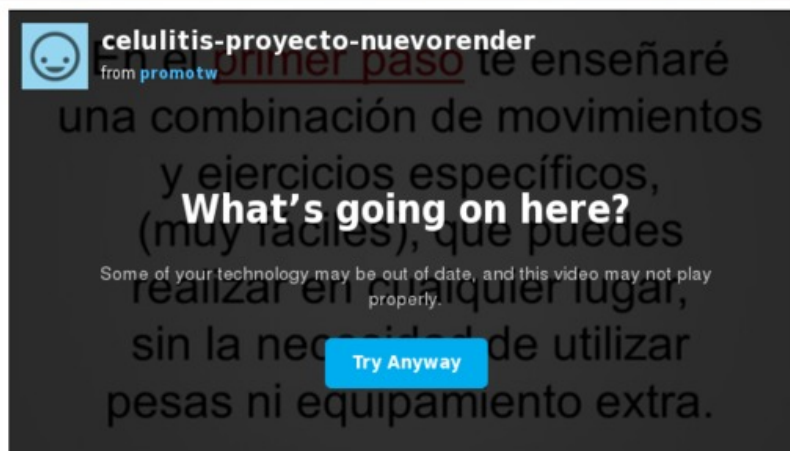 celulitis-proyecto-nuevorender
from promotw
En el primer paso te enseñaré
una combinación de movimientos
y ejercicios específicos,
What's going on here?
(muy fáciles), que puedes
Some of your technology may be out of date, and this video may not play
properly.
realizar en cualquier lugar,
sin la necesidad de utilizar
Try Anyway
pesas ni equipamiento extra.